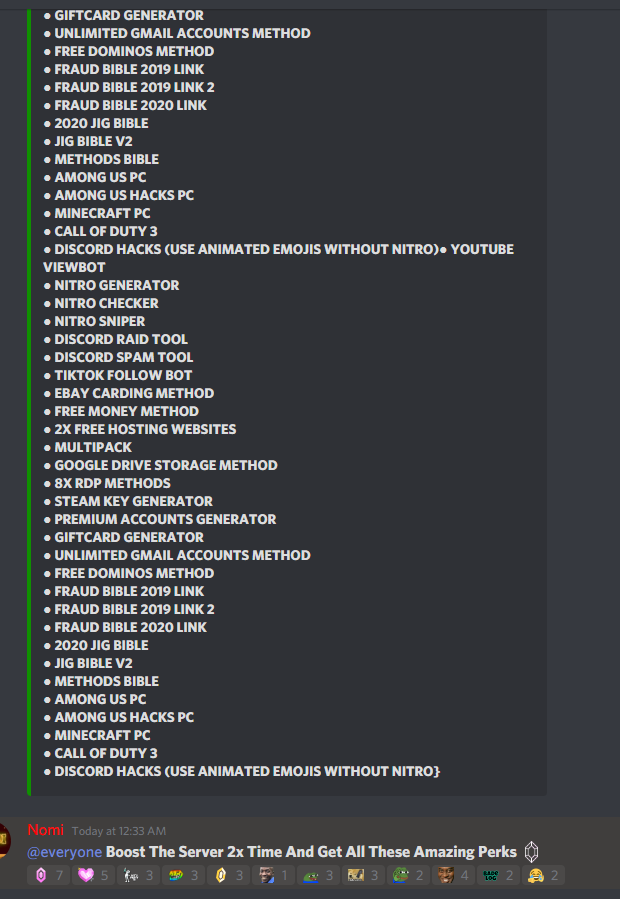 ● GIFTCARD GENERATOR
● UNLIMITED GMAIL ACCOUNTS METHOD
● FREE DOMINOS METHOD
● FRAUD BIBLE 2019 LINK
● FRAUD BIBLE 2019 LINK 2
● FRAUD BIBLE 2020 LINK
● 2020 JIG BIBLE
● JIG BIBLE V2
● METHODS BIBLE
● AMONG US PC
● AMONG US HACKS PC
● MINECRAFT PC
● CALL OF DUTY 3
● DISCORD HACKS (USE ANIMATED EMOJIS WITHOUT NITRO)● YOUTUBE
VIEWBOT
● NITRO GENERATOR
● NITRO CHECKER
● NITRO SNIPER
● DISCORD RAID TOOL
● DISCORD SPAM TOOL
● TIKTOK FOLLOW BOT
● EBAY CARDING METHOD
● FREE MONEY METHOD
● 2X FREE HOSTING WEBSITES
● MULTIPACK
● GOOGLE DRIVE STORAGE METHOD
● 8X RDP METHODS
● STEAM KEY GENERATOR
● PREMIUM ACCOUNTS GENERATOR
● GIFTCARD GENERATOR
● UNLIMITED GMAIL ACCOUNTS METHOD
● FREE DOMINOS METHOD
● FRAUD BIBLE 2019 LINK
● FRAUD BIBLE 2019 LINK 2
● FRAUD BIBLE 2020 LINK
● 2020 JIG BIBLE
● JIG BIBLE V2
● METHODS BIBLE
● AMONG US PC
● AMONG US HACKS PC
● MINECRAFT PC
● CALL OF DUTY 3
● DISCORD HACKS (USE ANIMATED EMOJIS WITHOUT NITRO}
Nomi Today at 12:33 AM
@everyone Boost The Server 2x Time And Get All These Amazing Perks
7 5 3 3 3 1 3 3 2 4 2 2